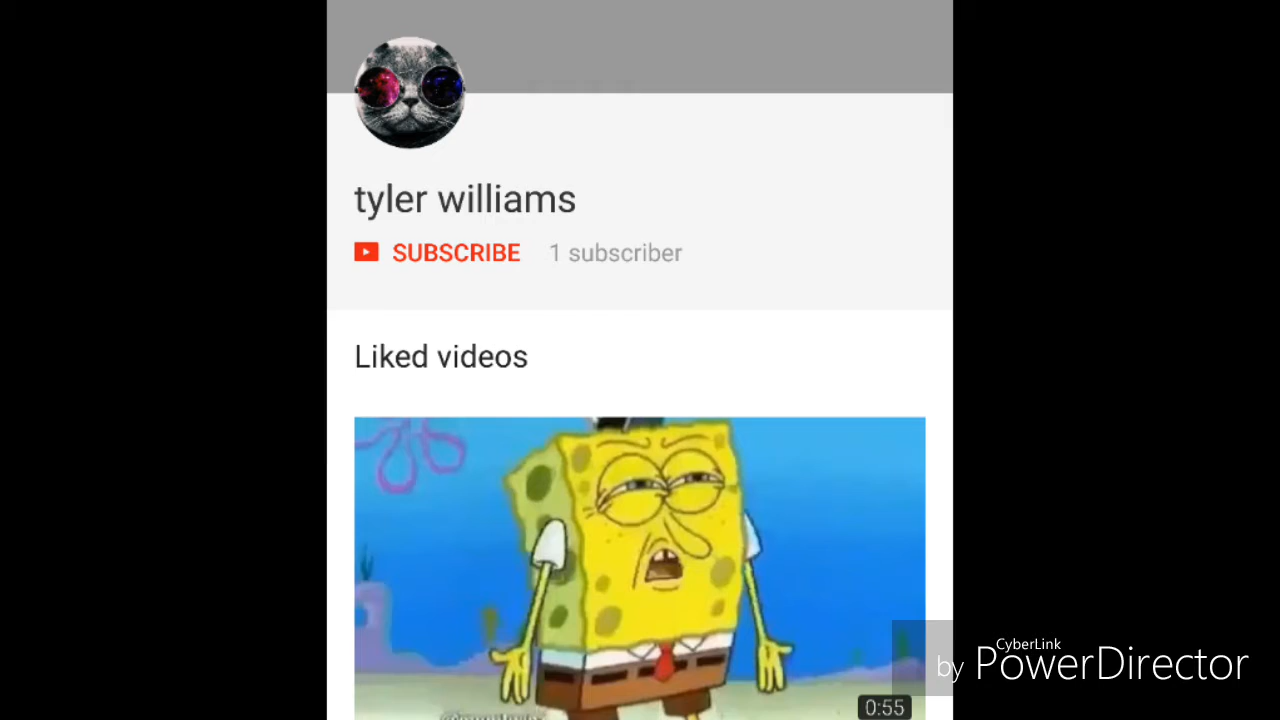 tyler williams
SUBSCRIBE 1 subscriber
Liked videos
0:55
CyberLink
by PowerDirector